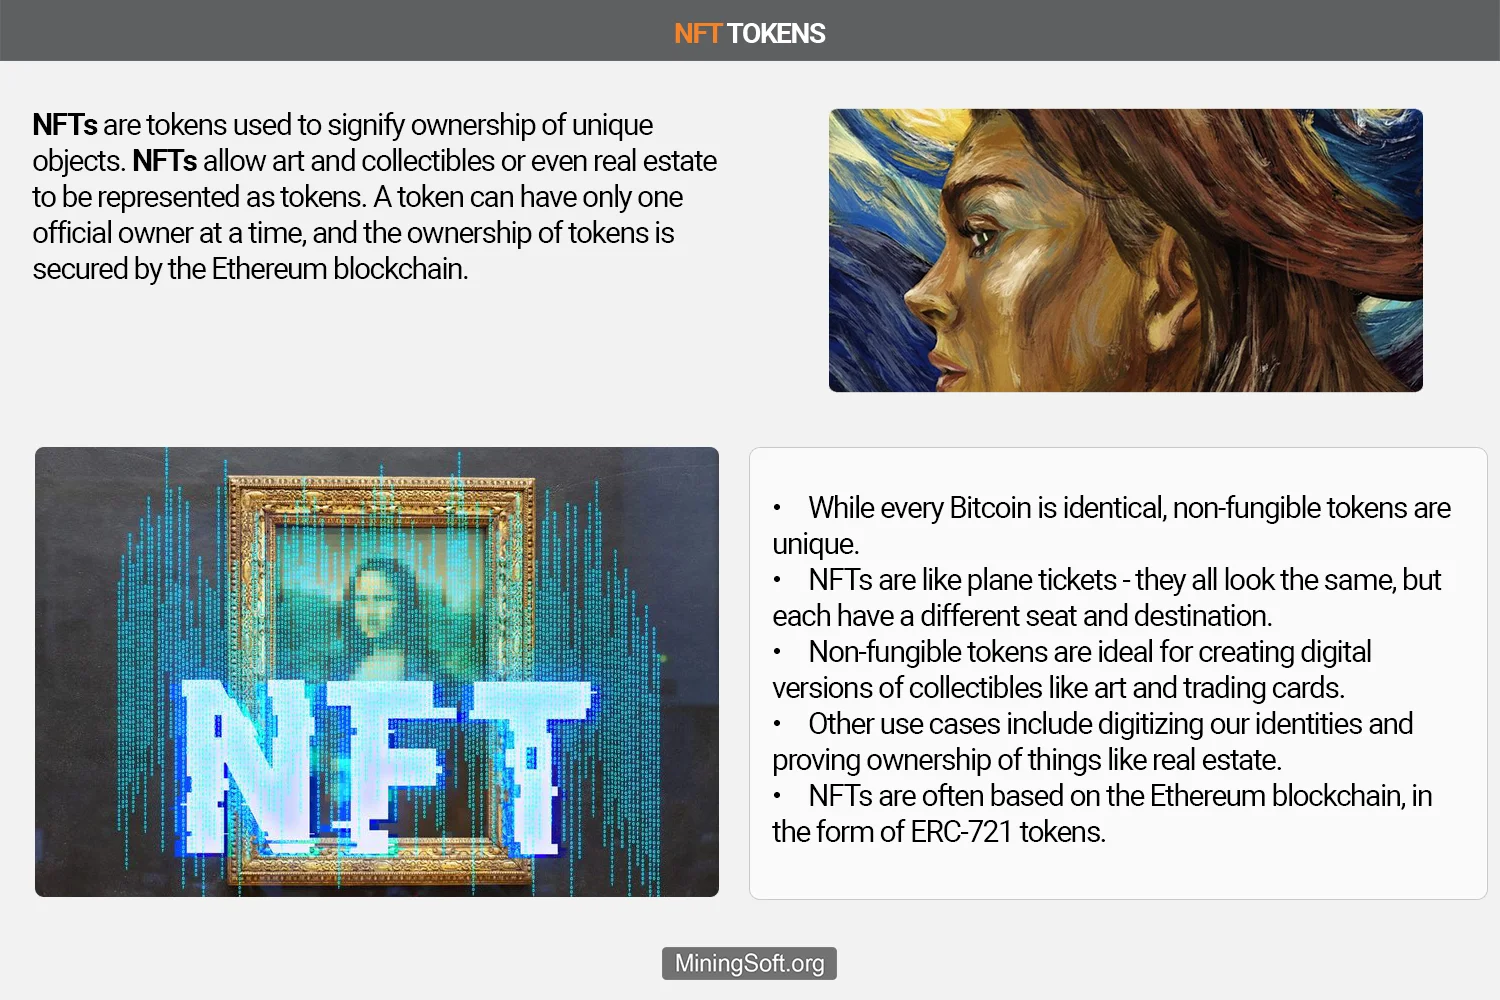 NFT TOKENS
NFTs are tokens used to signify ownership of unique
objects. NFTs allow art and collectibles or even real estate
to be represented as tokens. A token can have only one
official owner at a time, and the ownership of tokens is
secured by the Ethereum blockchain.
NFT
•    While every Bitcoin is identical, non-fungible tokens are
unique.
•    NFTs are like plane tickets - they all look the same, but
each have a different seat and destination.
•    Non-fungible tokens are ideal for creating digital
versions of collectibles like art and trading cards.
•    Other use cases include digitizing our identities and
proving ownership of things like real estate.
•    NFTs are often based on the Ethereum blockchain, in
the form of ERC-721 tokens.
MiningSoft.org